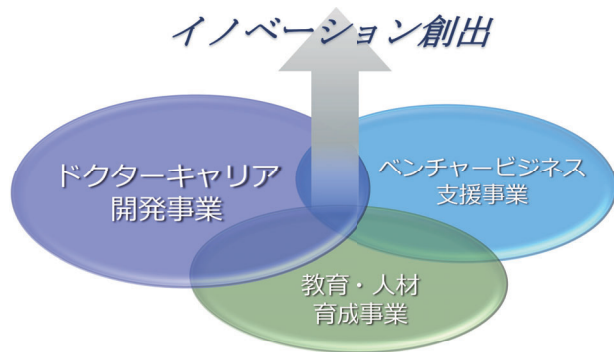 イノベーション創出
ドクターキャリア
開発事業
ベンチャービジネス
支援事業
教育・人材
育成事業